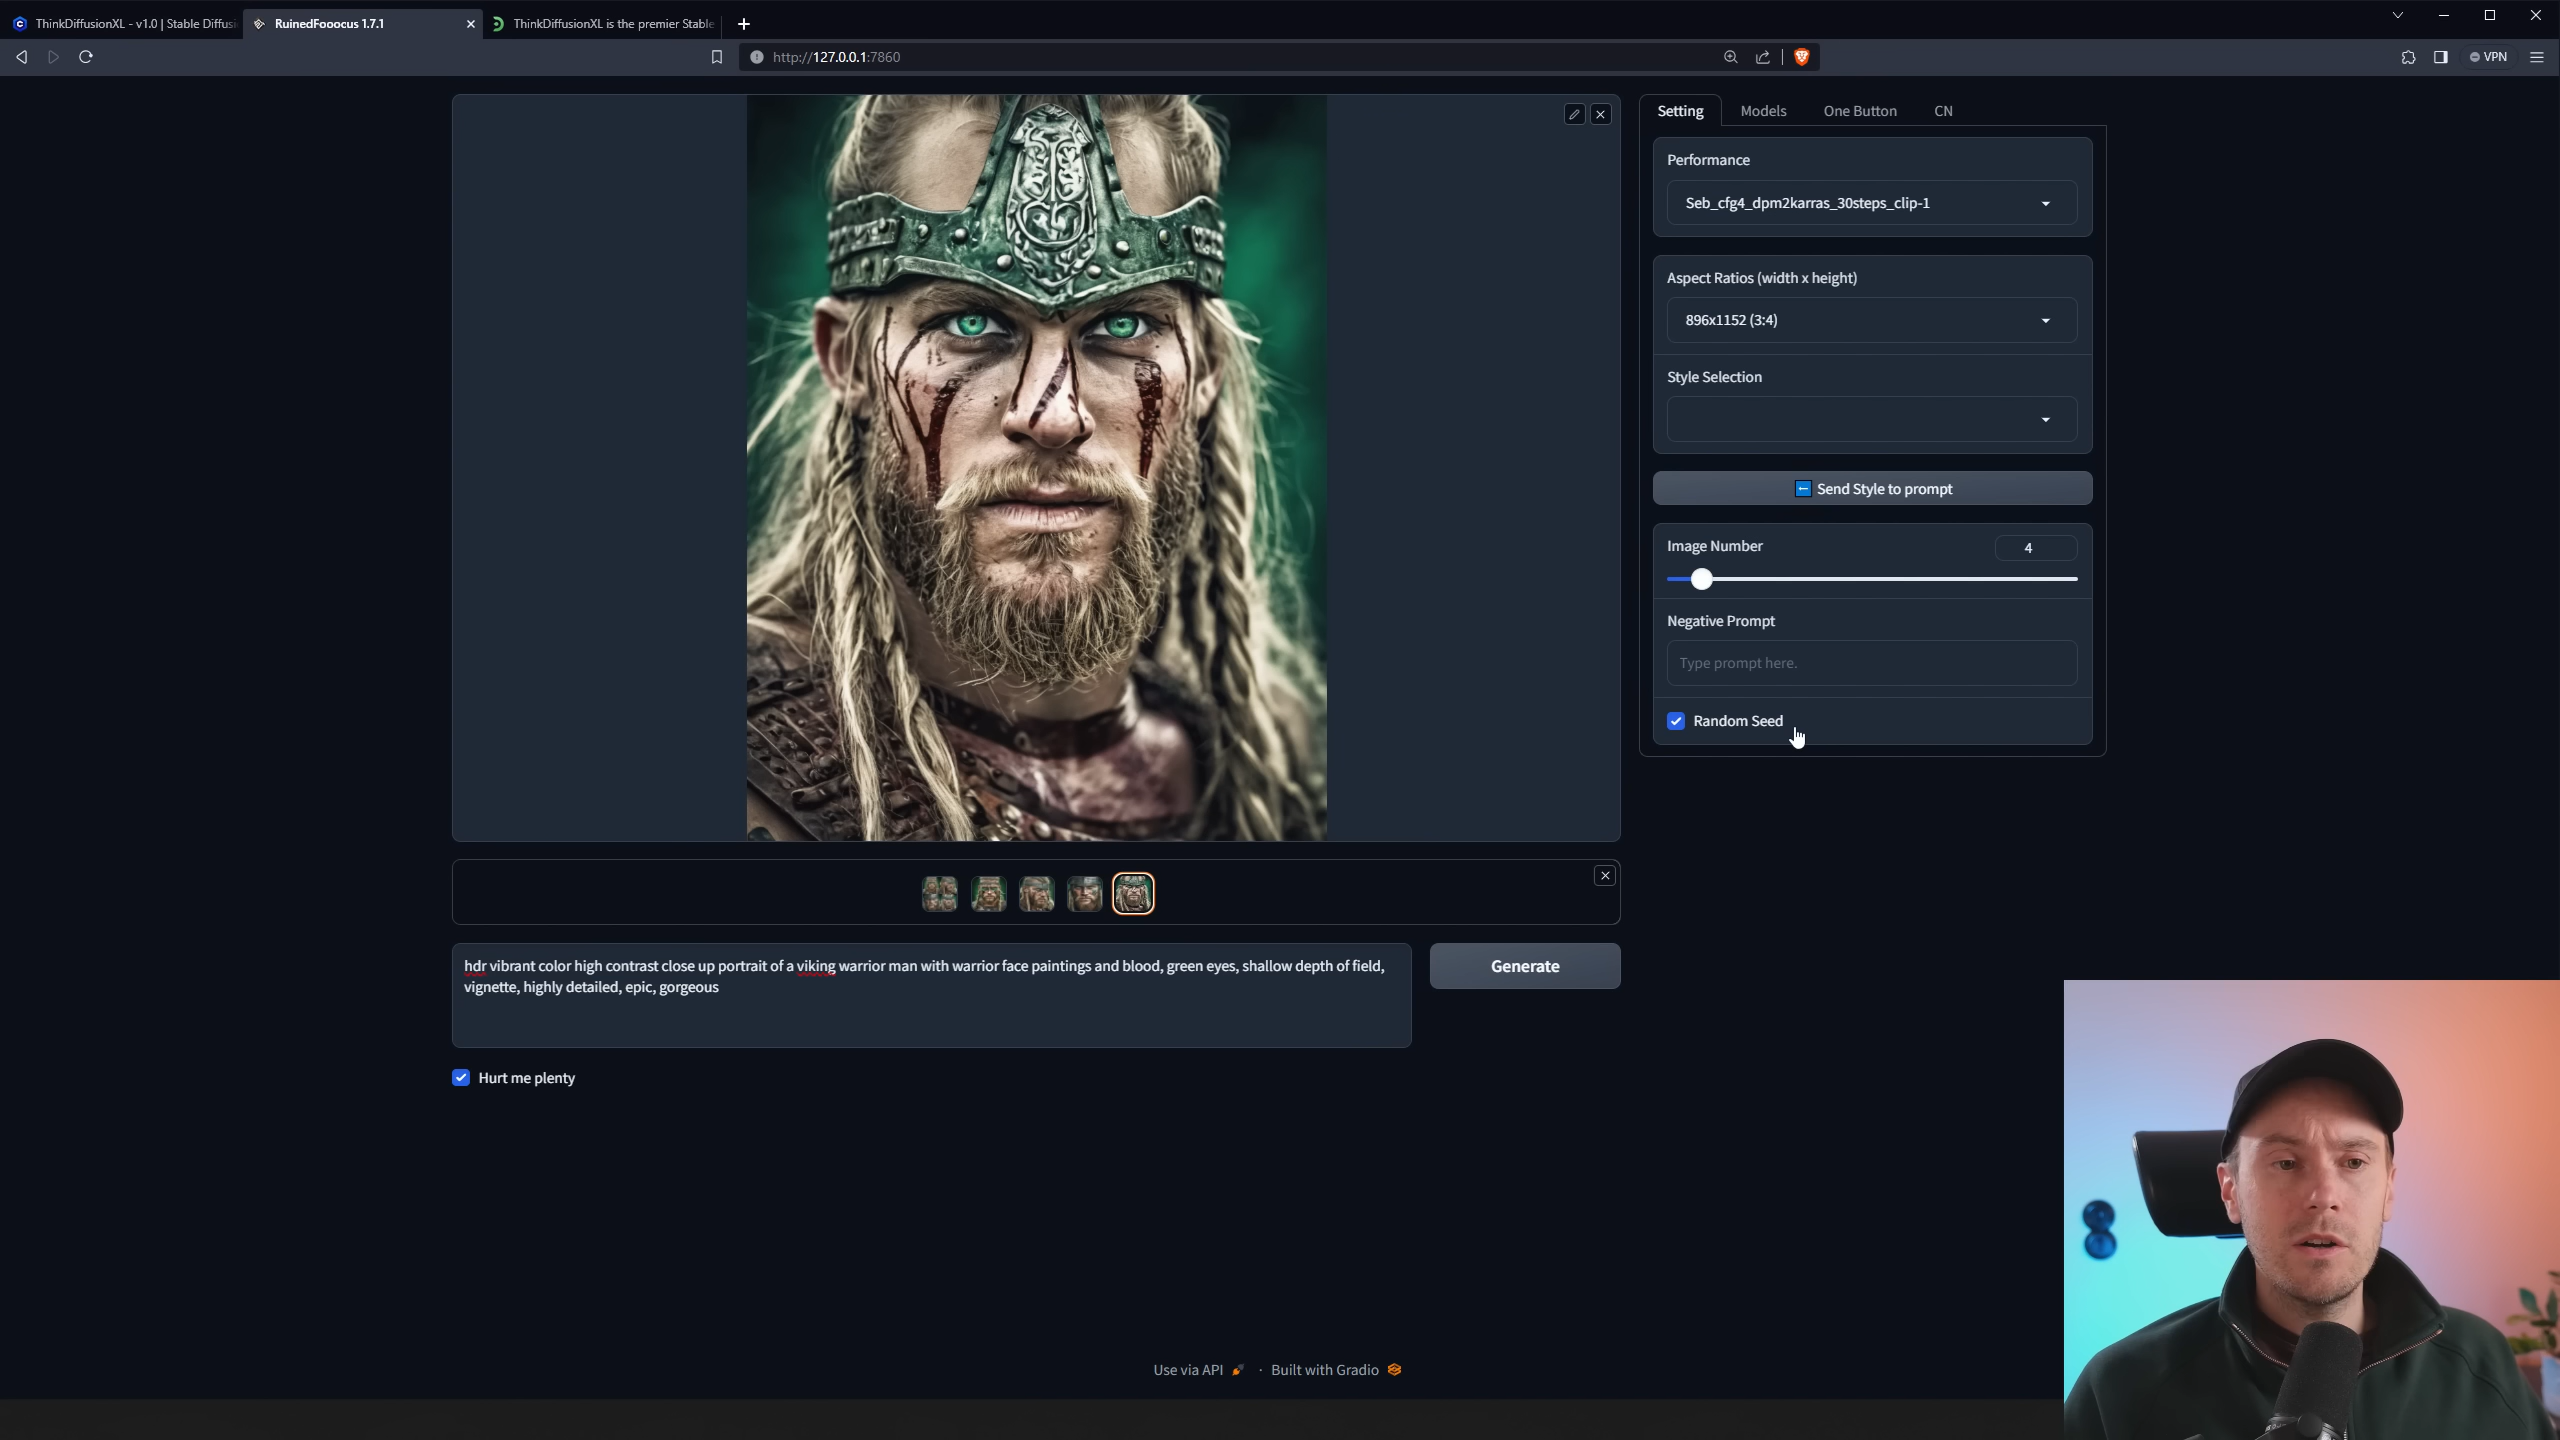 ThinkDiffusionXL - v1.0 | Stable Diffusi
RuinedFooocus 1.7.1
ThinkDiffusionXL is the premier Stable
http://127.0.0.1:7860
VPN
Setting
Models
One Button
CN
Performance
Seb_cfg4_dpm2karras_30steps_clip-1
Aspect Ratios (width x height)
896x1152 (3:4)
Style Selection
Send Style to prompt
Image Number
4
Negative Prompt
Type prompt here.
Random Seed
hdr vibrant color high contrast close up portrait of a viking warrior man with warrior face paintings and blood, green eyes, shallow depth of field,
vignette, highly detailed, epic, gorgeous
Generate
Hurt me plenty
Use via API · Built with Gradio